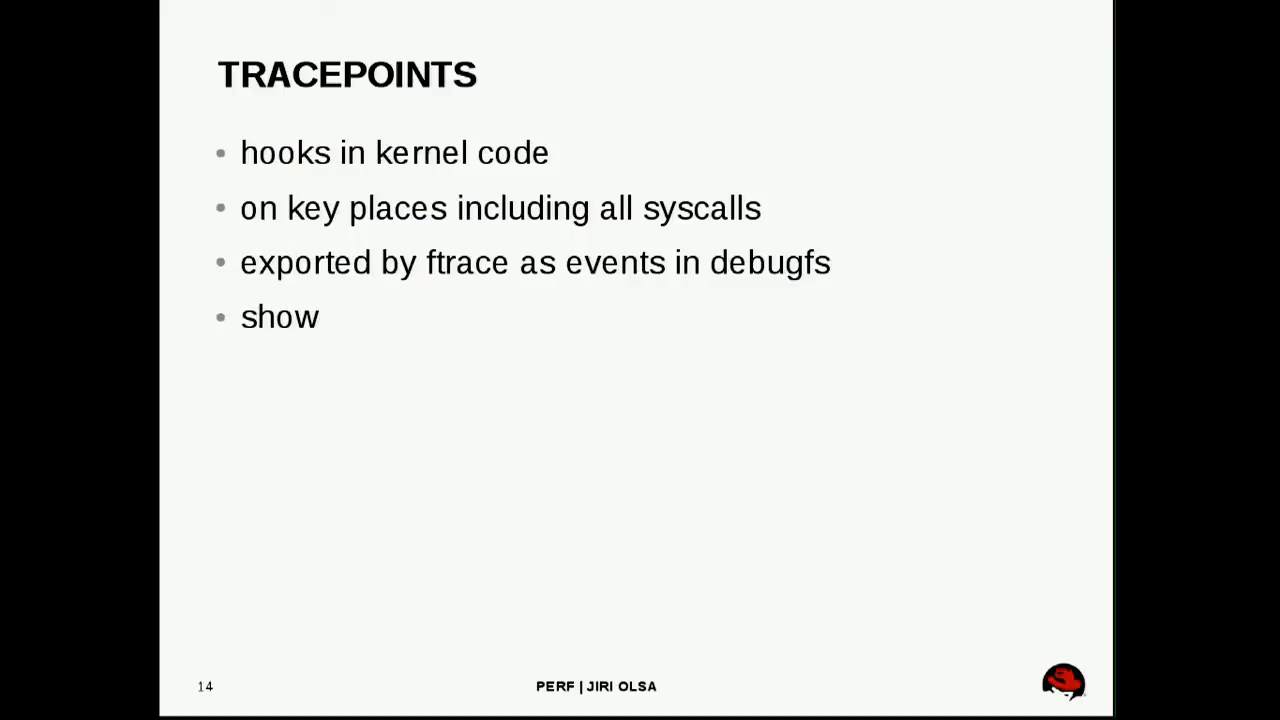 TRACEPOINTS
• hooks in kernel code
• on key places including all syscalls
• exported by ftrace as events in debugfs
• show
14
PERF | JIRI OLSA